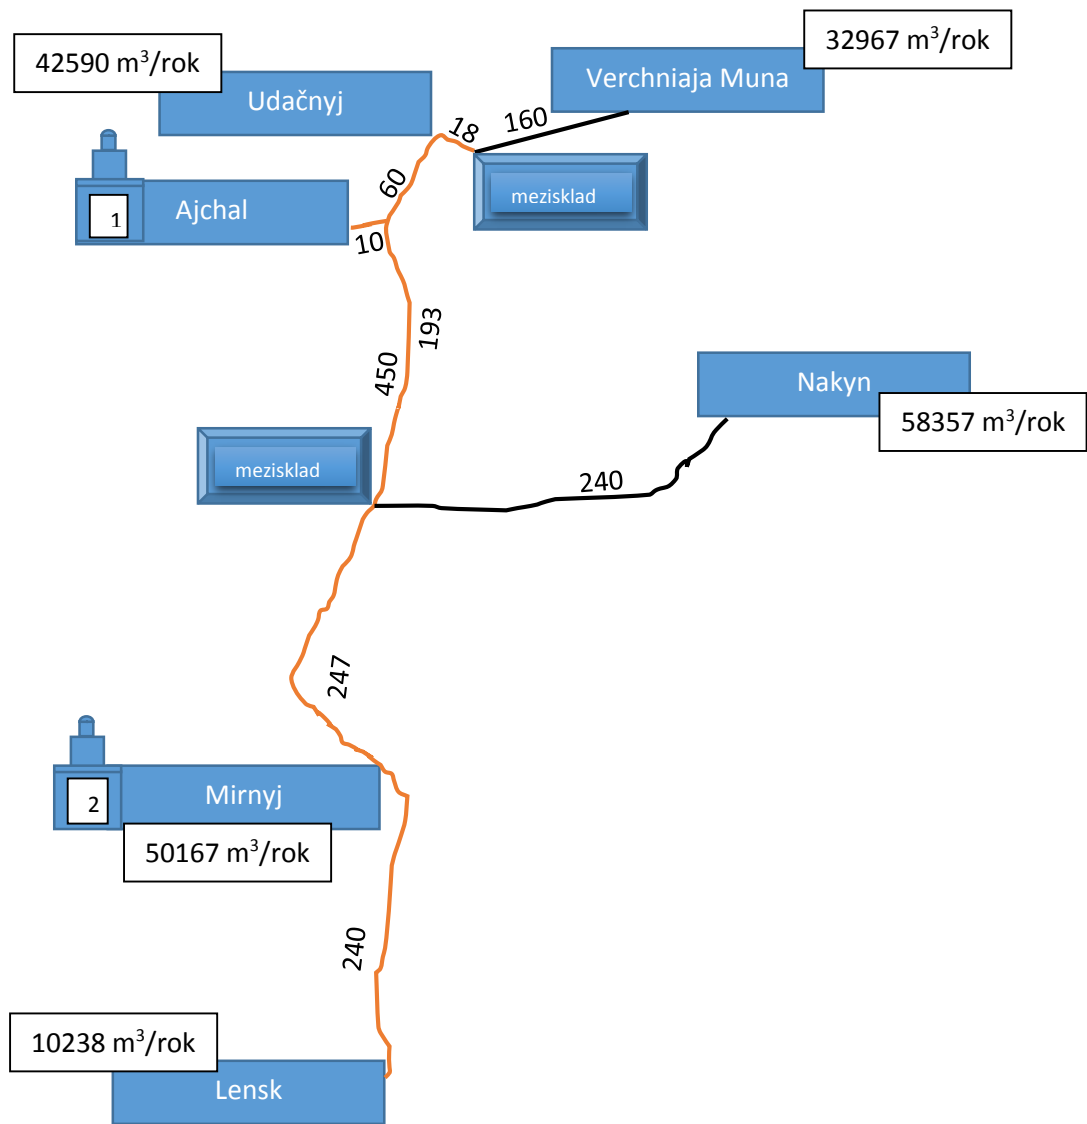 32967 m³/rok
42590 m³/rok
Verchniaja Muna
Udačnyj
160
18
mezisklad
60
Ajchal
1
10
193
450
Nakyn
58357 m³/rok
mezisklad
240
247
Mirnyj
2
50167 m³/rok
240
10238 m³/rok
Lensk